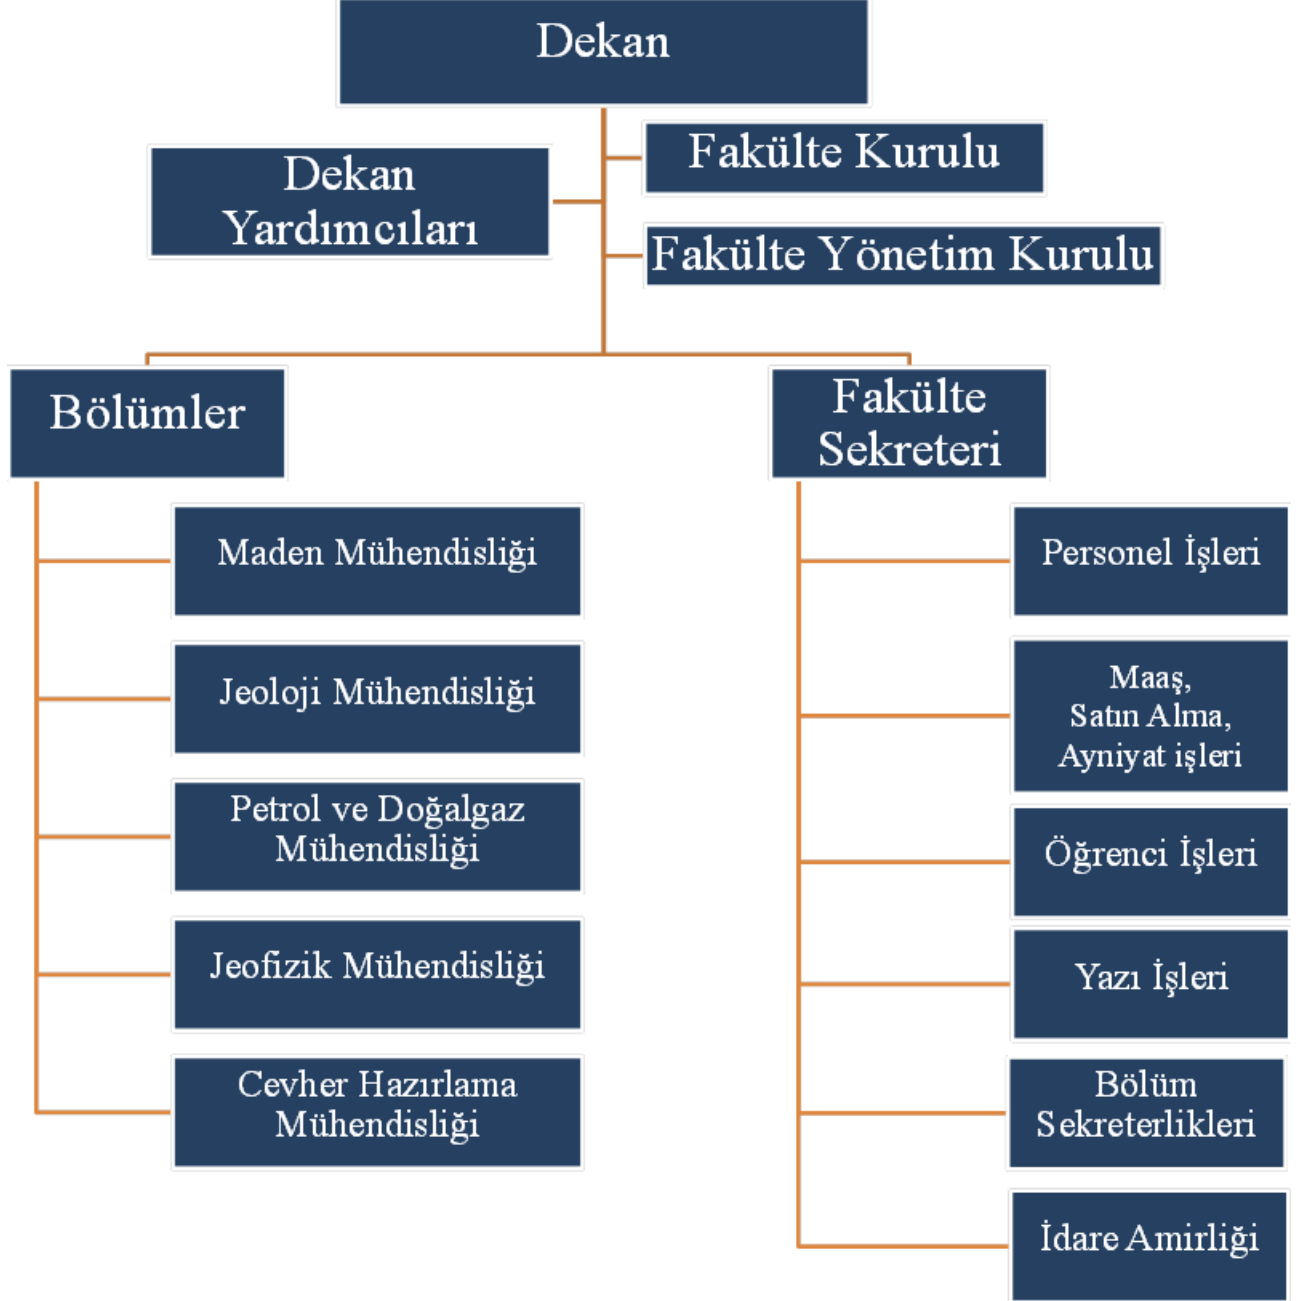 Dekan
Fakülte Kurulu
Dekan
Yardımcıları
Fakülte Yönetim Kurulu
Bölümler
Maden Mühendisliği
Jeoloji Mühendisliği
Petrol ve Doğalgaz
Mühendisliği
Jeofizik Mühendisliği
Cevher Hazırlama
Mühendisliği
Fakülte
Sekreteri
Personel İşleri
Maaş,
Satın Alma,
Ayniyat işleri
Öğrenci İşleri
Yazı İşleri
Bölüm
Sekreterlikleri
İdare Amirliği